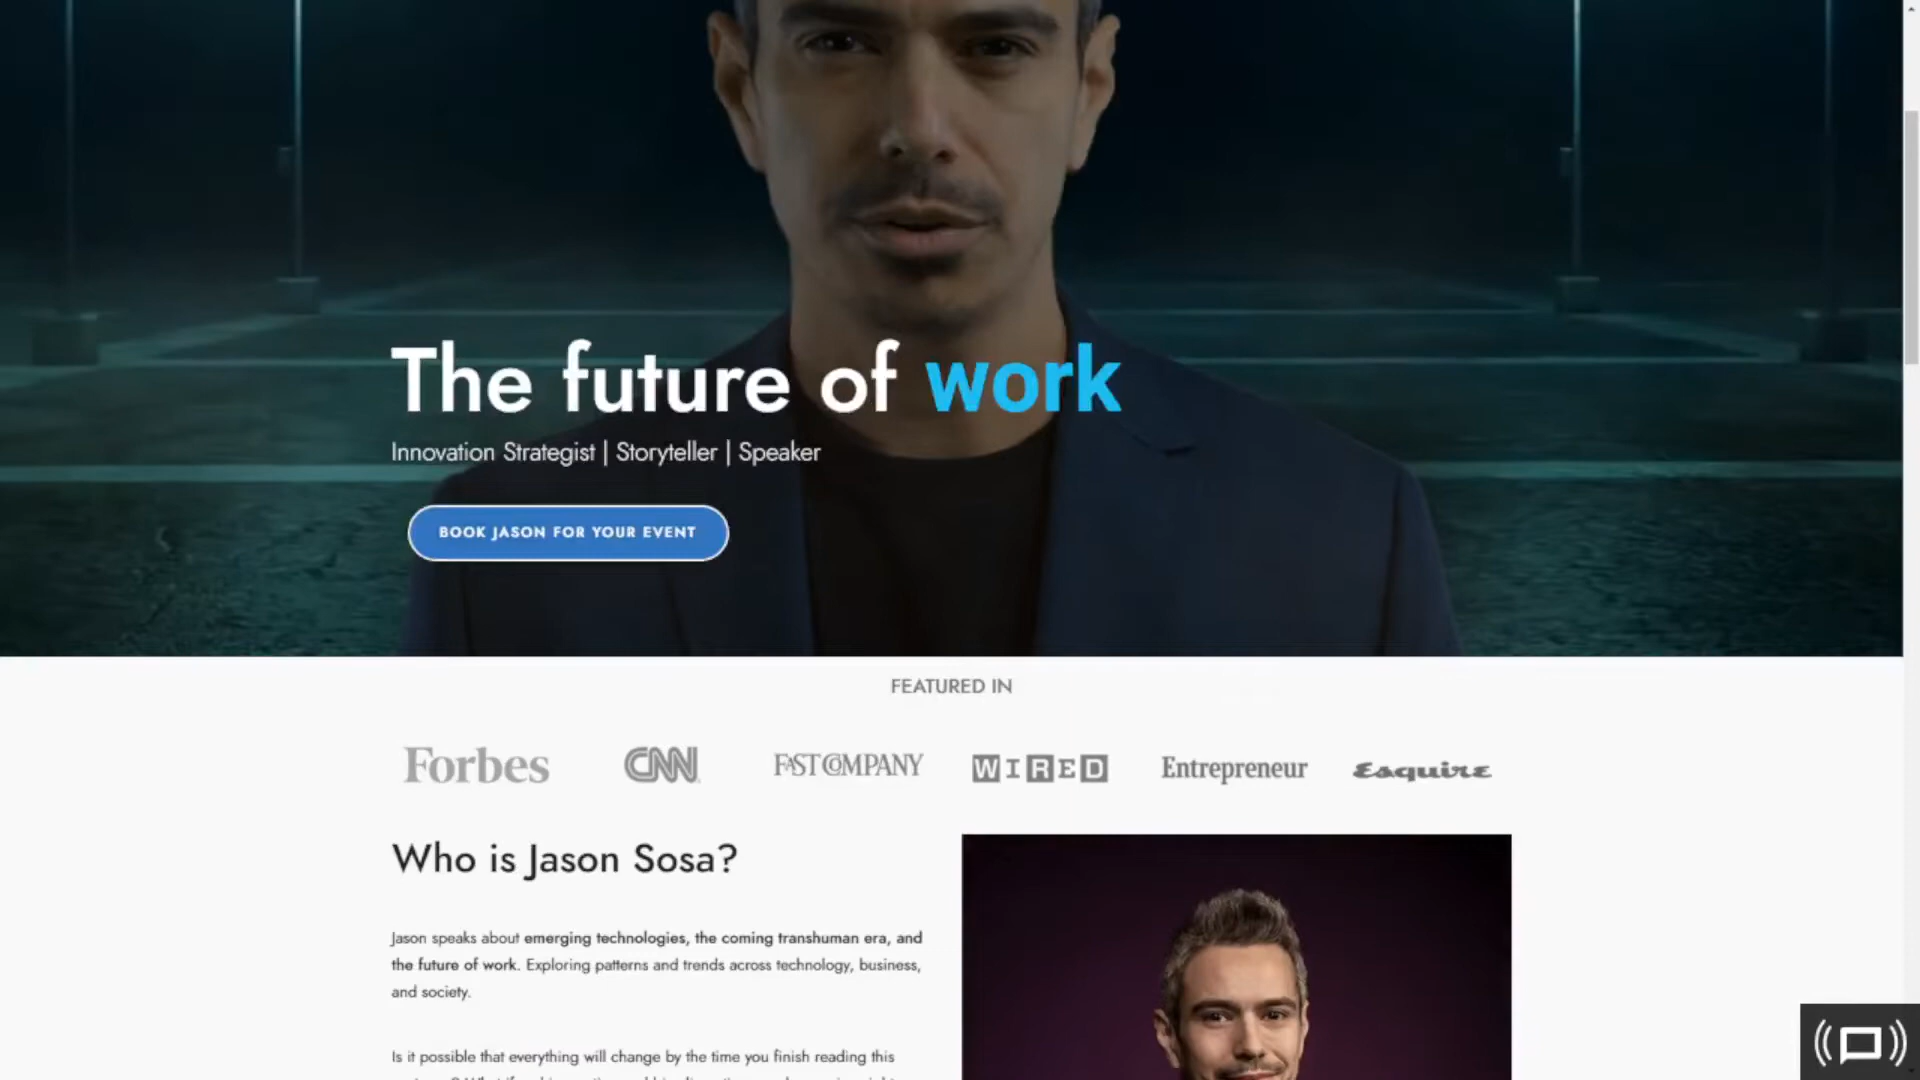 The future of work
Innovation Strategist | Storyteller | Speaker
BOOK JASON FOR YOUR EVENT
FEATURED IN
Forbes CNN FAST COMPANY WIRED Entrepreneur Esquire
Who is Jason Sosa?
Jason speaks about emerging technologies, the coming transhuman era, and
the future of work. Exploring patterns and trends across technology, business,
and society.
Is it possible that everything will change by the time you finish reading this